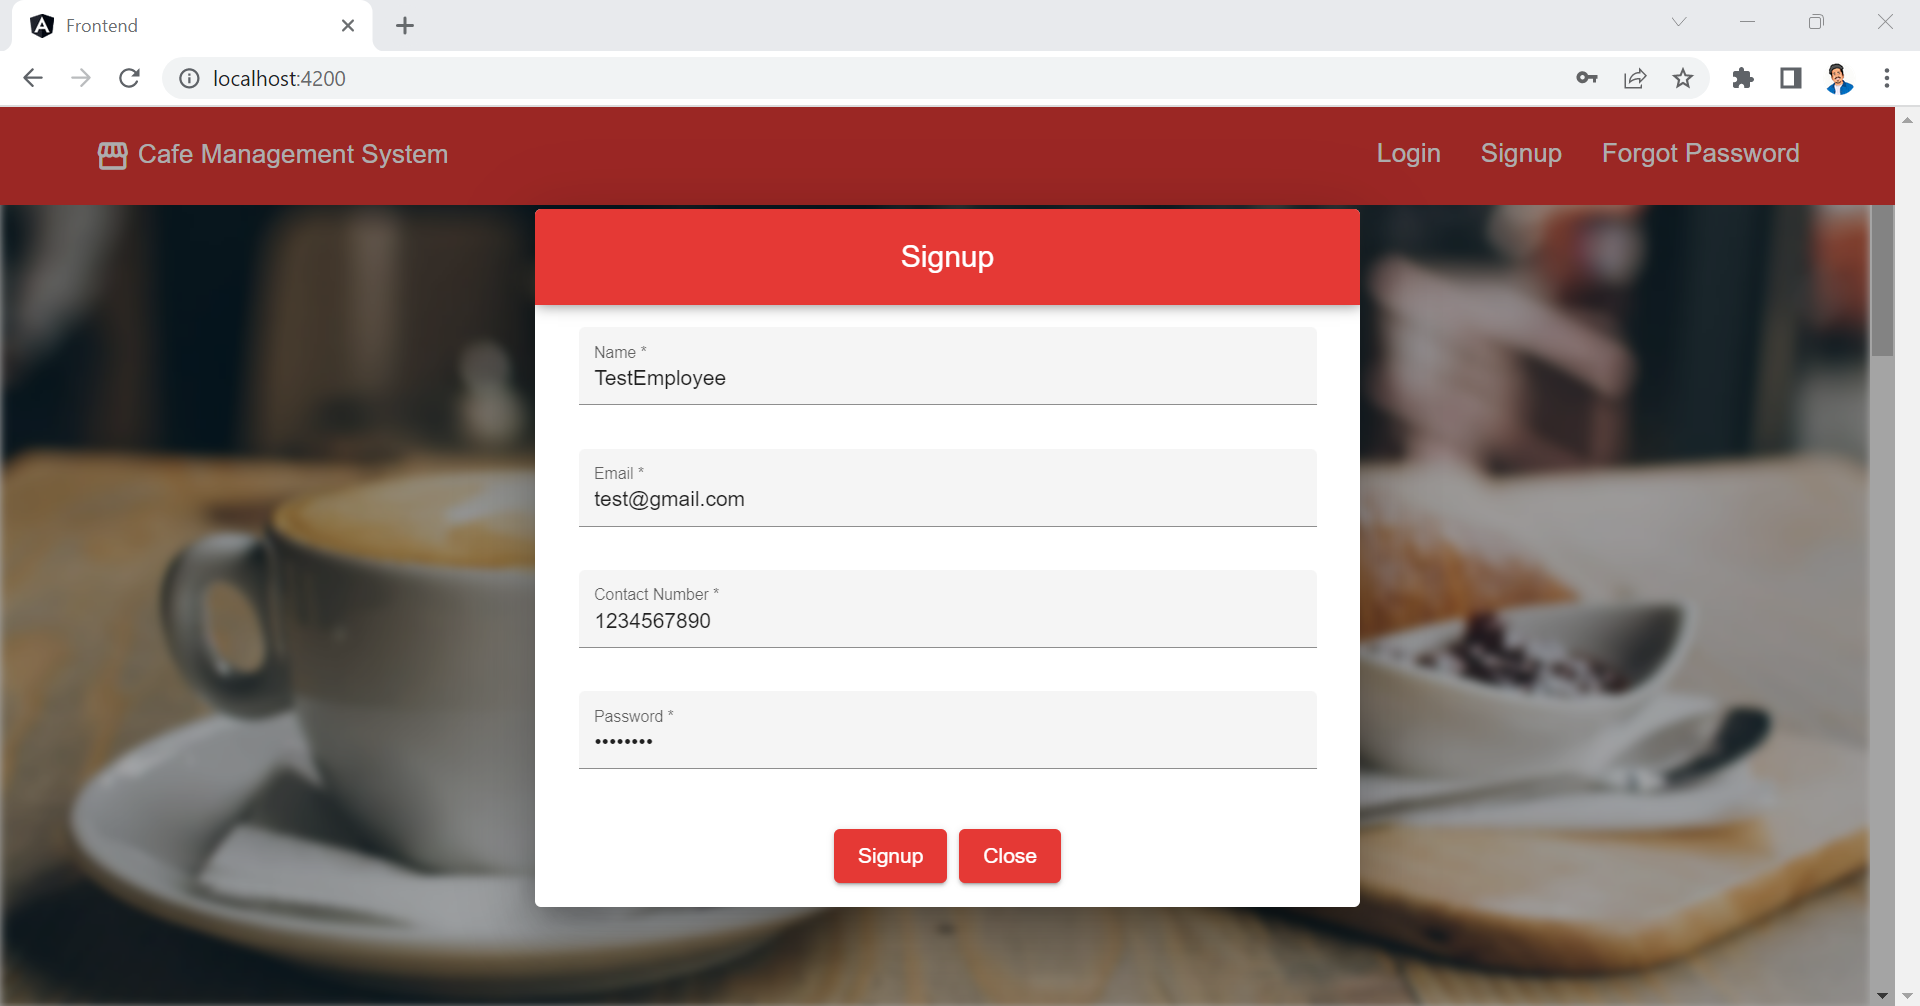 Frontend
localhost:4200
Cafe Management System
Login Signup Forgot Password
Signup
Name *
TestEmployee
Email *
test@gmail.com
Contact Number *
1234567890
Password *
••••••••
Signup Close